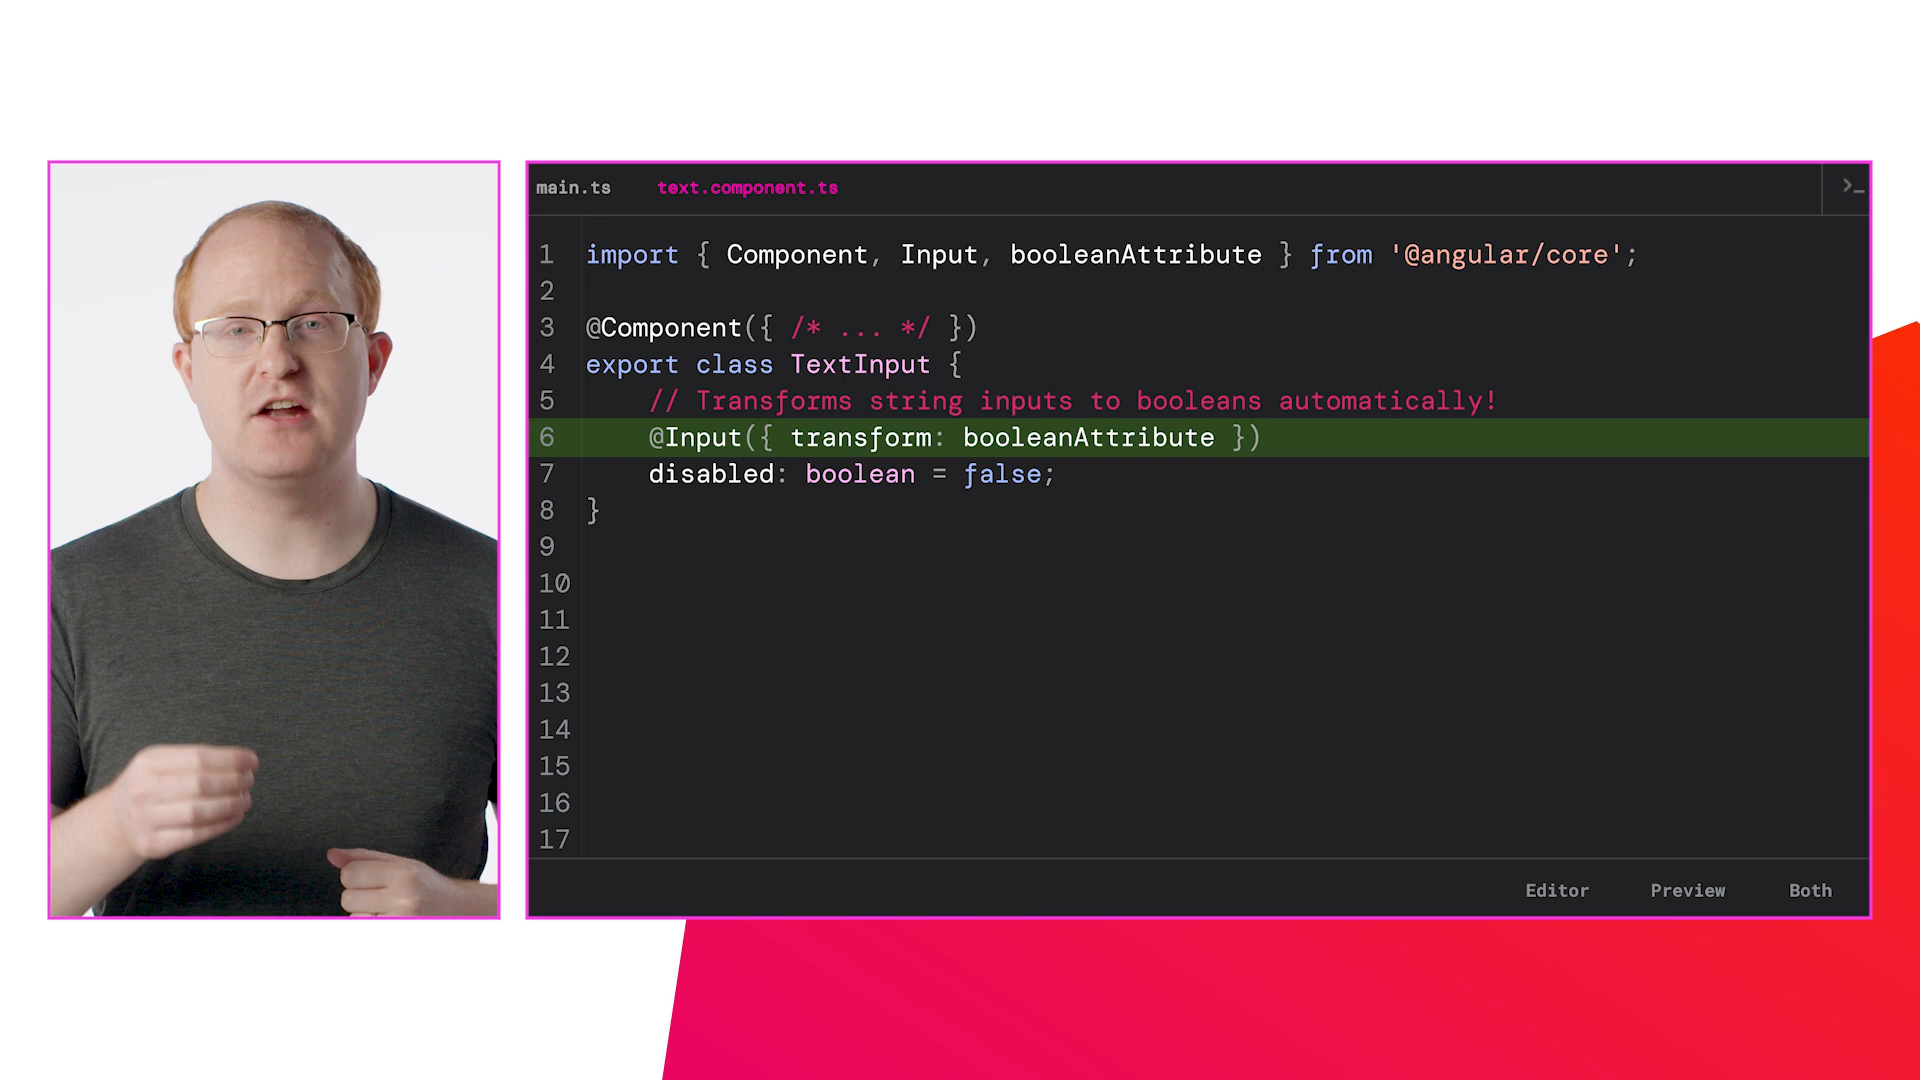 main.ts text.component.ts >_
1 import { Component, Input, booleanAttribute } from '@angular/core';
2
3 @Component({ /* ... */ })
4 export class TextInput {
5 // Transforms string inputs to booleans automatically!
6 @Input({ transform: booleanAttribute })
7 disabled: boolean = false;
8 }
9
10
11
12
13
14
15
16
17
Editor Preview Both